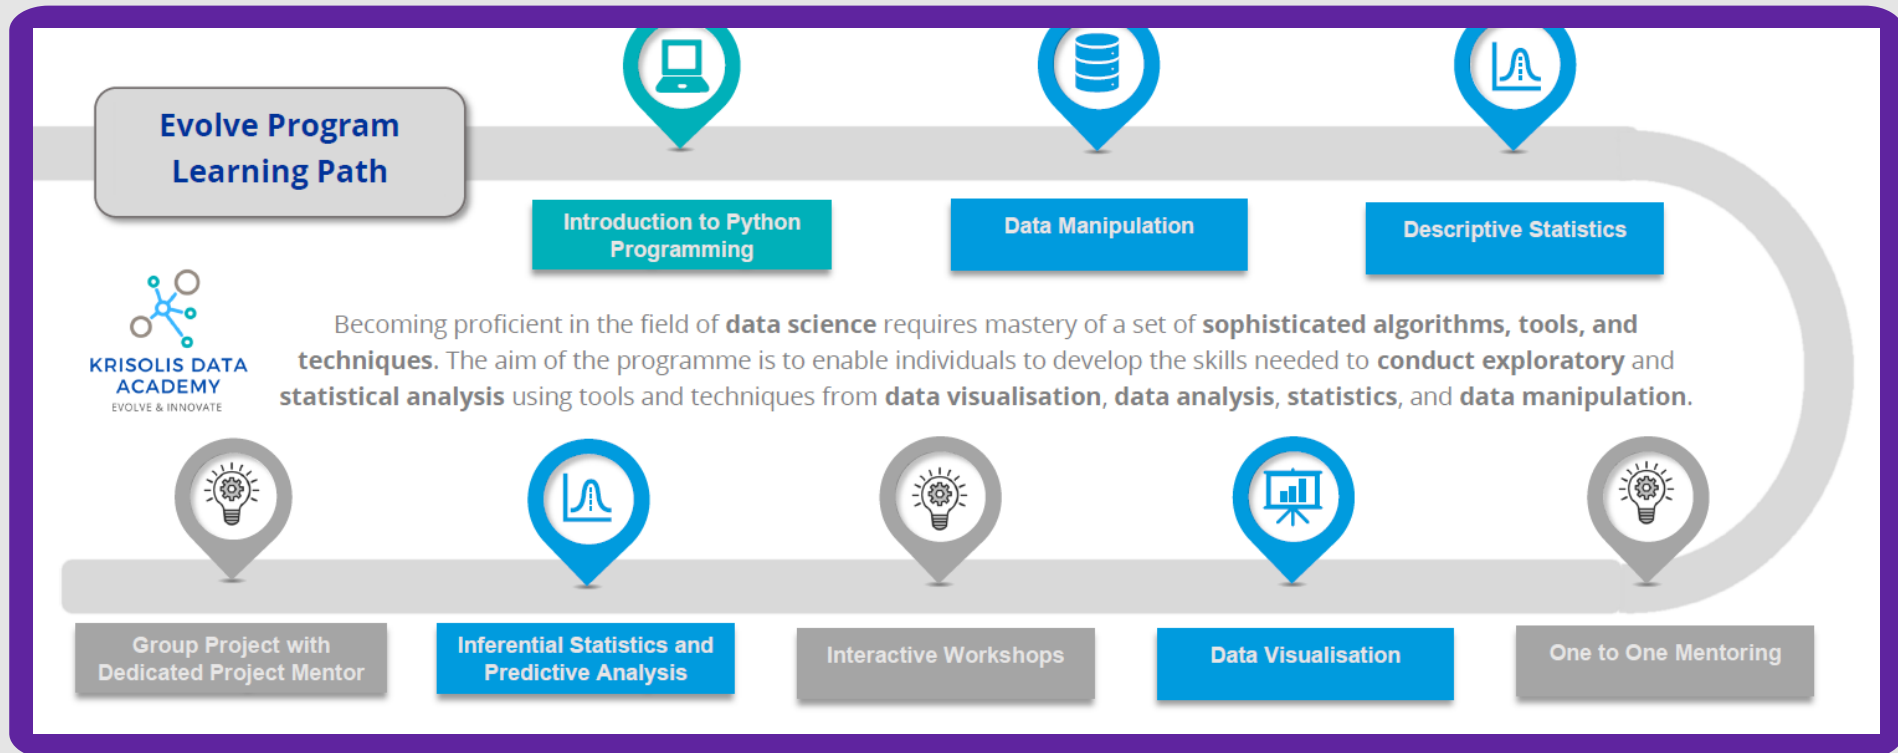 Evolve Program
Learning Path
Introduction to Python
Programming
Data Manipulation
Descriptive Statistics
KRISOLIS DATA
ACADEMY
EVOLVE & INNOVATE
Becoming proficient in the field of data science requires mastery of a set of sophisticated algorithms, tools, and
techniques. The aim of the programme is to enable individuals to develop the skills needed to conduct exploratory and
statistical analysis using tools and techniques from data visualisation, data analysis, statistics, and data manipulation.
Group Project with
Dedicated Project Mentor
Inferential Statistics and
Predictive Analysis
Interactive Workshops
Data Visualisation
One to One Mentoring